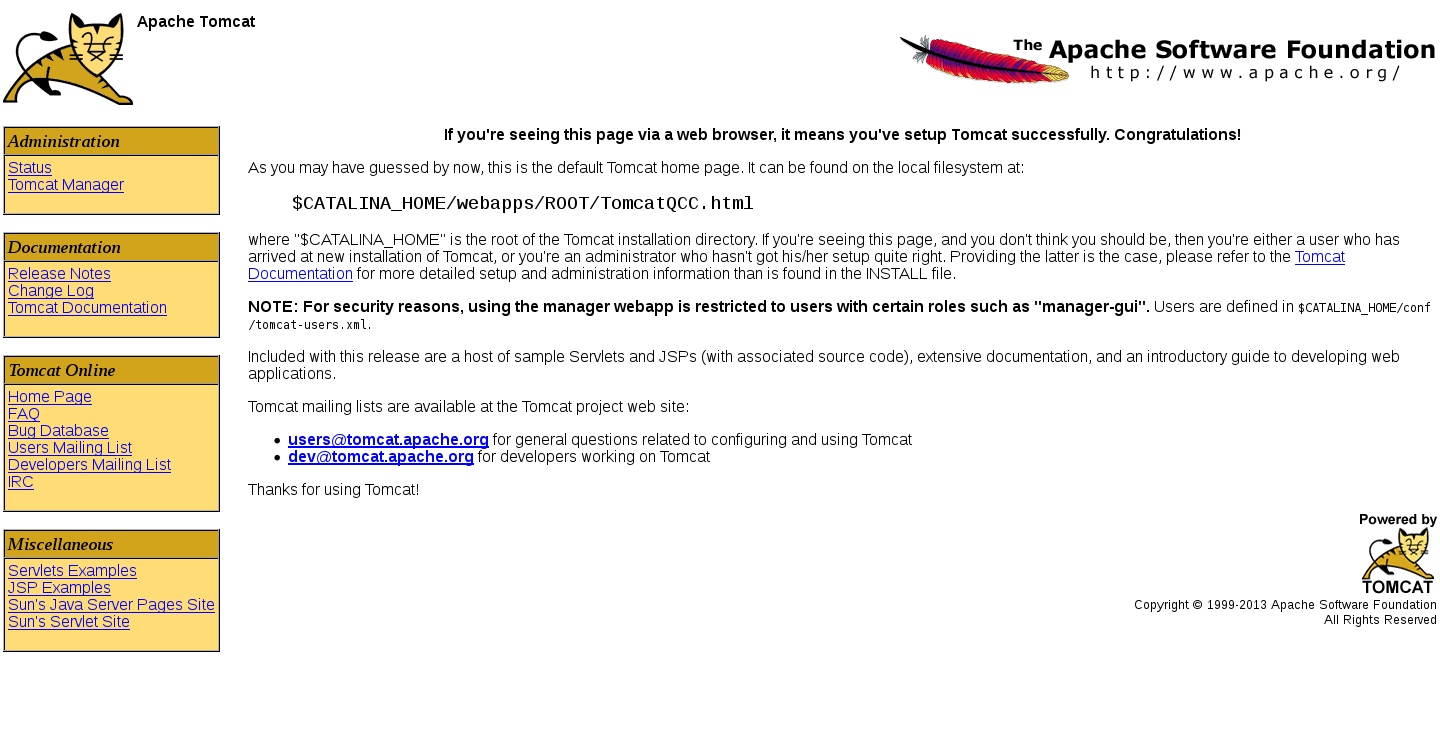 Apache Tomcat
The Apache Software Foundation
http://www.apache.org/
Administration
Status
Tomcat Manager
Documentation
Release Notes
Change Log
Tomcat Documentation
Tomcat Online
Home Page
FAQ
Bug Database
Users Mailing List
Developers Mailing List
IRC
Miscellaneous
Servlets Examples
JSP Examples
Sun's Java Server Pages Site
Sun's Servlet Site
If you're seeing this page via a web browser, it means you've setup Tomcat successfully. Congratulations!
As you may have guessed by now, this is the default Tomcat home page. It can be found on the local filesystem at:
$CATALINA_HOME/webapps/ROOT/TomcatQCC.html
where "$CATALINA_HOME" is the root of the Tomcat installation directory. If you're seeing this page, and you don't think you should be, then you're either a user who has
arrived at new installation of Tomcat, or you're an administrator who hasn't got his/her setup quite right. Providing the latter is the case, please refer to the Tomcat
Documentation for more detailed setup and administration information than is found in the INSTALL file.
NOTE: For security reasons, using the manager webapp is restricted to users with certain roles such as "manager-gui". Users are defined in $CATALINA_HOME/conf
/tomcat-users.xml.
Included with this release are a host of sample Servlets and JSPs (with associated source code), extensive documentation, and an introductory guide to developing web
applications.
Tomcat mailing lists are available at the Tomcat project web site:
• users@tomcat.apache.org for general questions related to configuring and using Tomcat
• dev@tomcat.apache.org for developers working on Tomcat
Thanks for using Tomcat!
Powered by
TOMCAT
Copyright © 1999-2013 Apache Software Foundation
All Rights Reserved